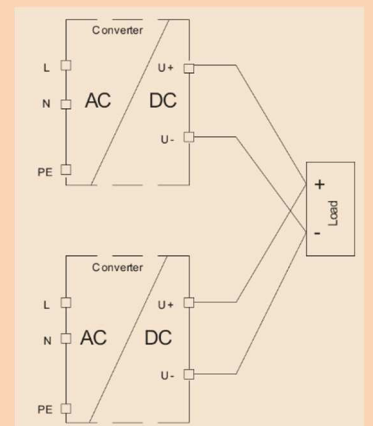 Converter
L
U+
AC
DC
N
U-
PE
+
Load
-
Converter
L
U+
N
AC
DC
U-
PE